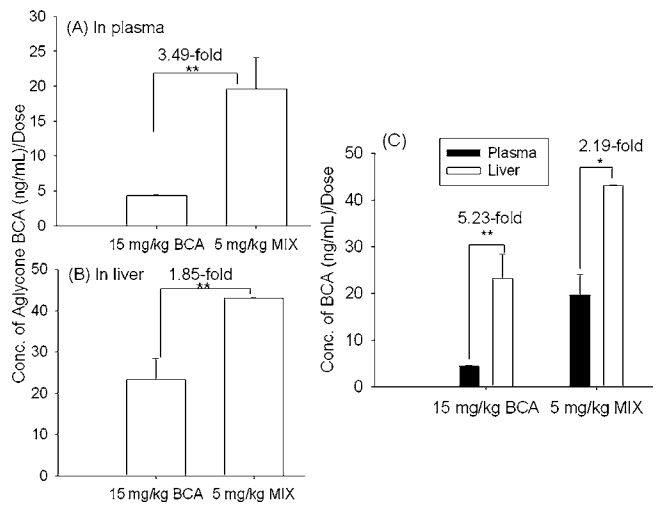 (A) In plasma
3.49-fold
**
30
25
20
15
10
5
0
15 mg/kg BCA 5 mg/kg MIX
Conc. of Aglycone BCA (ng/mL)/Dose
(B) In liver
1.85-fold
**
50
40
30
20
10
0
15 mg/kg BCA 5 mg/kg MIX
(C)
Plasma
Liver
2.19-fold
*
5.23-fold
**
50
40
30
20
10
0
Conc. of BCA (ng/mL)/Dose
15 mg/kg BCA 5 mg/kg MIX